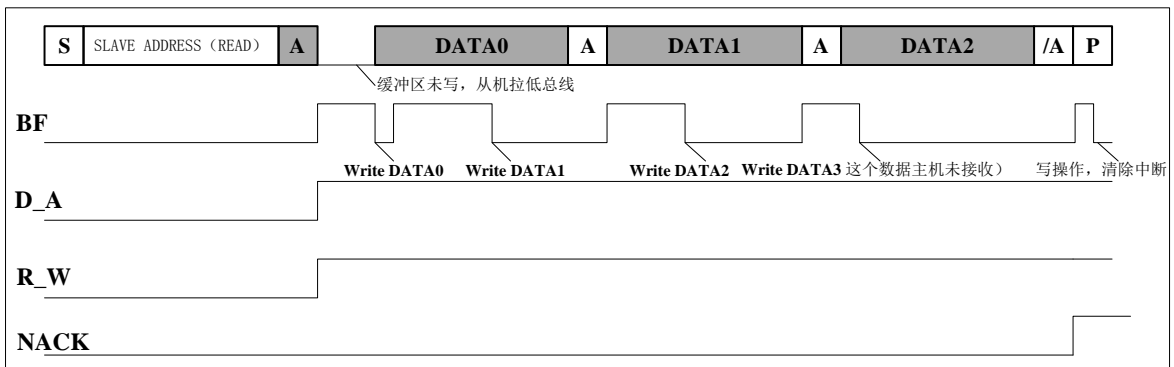 S SLAVE ADDRESS（READ） A DATA0 A DATA1 A DATA2 /A P
缓冲区未写，从机拉低总线
BF
Write DATA0 Write DATA1 Write DATA2 Write DATA3 这个数据主机未接收） 写操作，清除中断
D_A
R_W
NACK